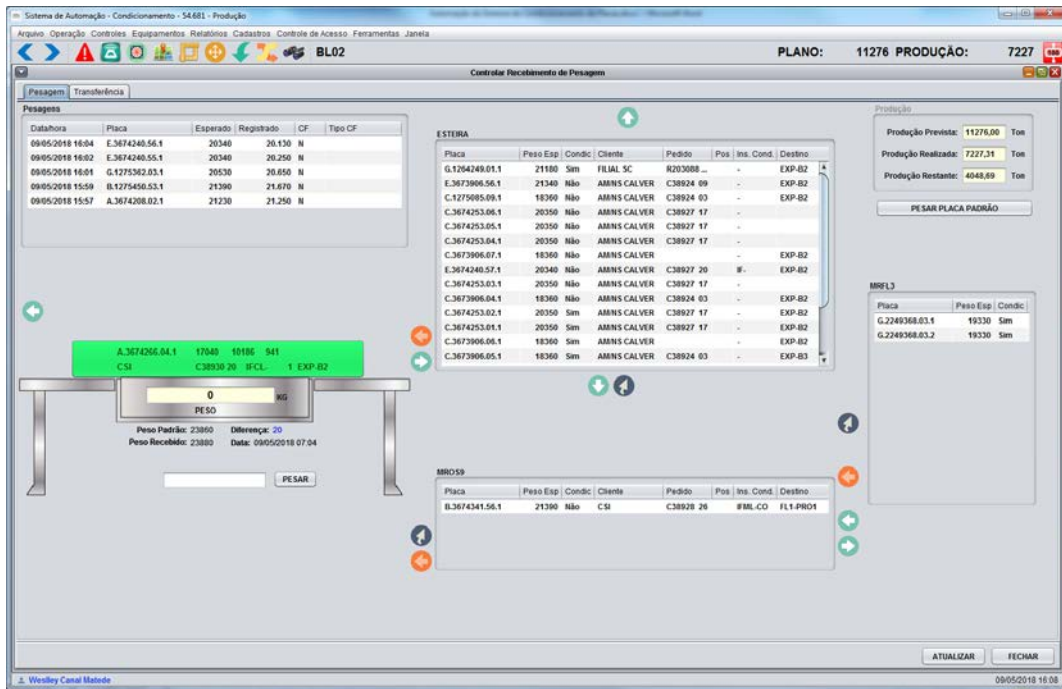 Sistema de Automação - Condicionamento - 54.681 - Produção
Arquivo Operação Controles Equipamentos Relatórios Cadastros Controle de Acesso Ferramentas Janela
BL02 PLANO: 11276 PRODUÇÃO: 7227
Controlar Recebimento de Pesagem
Pesagem Transferência
Pesagens
Data/hora Placa Esperado Registrado CF Tipo CF
09/05/2018 16:04 E.3674240.56.1 20340 20.130 N
09/05/2018 16:02 E.3674240.55.1 20340 20.250 N
09/05/2018 16:01 G.1275362.03.1 20530 20.650 N
09/05/2018 15:59 B.1275450.53.1 21390 21.670 N
09/05/2018 15:57 A.3674208.02.1 21230 21.250 N
ESTEIRA
Placa Peso Esp Condic Cliente Pedido Pos Ins. Cond. Destino
G.1264249.01.1 21180 Sim FILIAL SC R203088 ... - EXP-B2
E.3673906.56.1 21340 Não AM/NS CALVER C38924 09 - EXP-B2
C.1275085.09.1 18360 Não AM/NS CALVER C38924 03 - EXP-B2
C.3674253.06.1 20350 Não AM/NS CALVER C38927 17 -
C.3674253.05.1 20350 Não AM/NS CALVER C38927 17 -
C.3674253.04.1 20350 Não AM/NS CALVER C38927 17 -
C.3673906.07.1 18360 Não AM/NS CALVER - EXP-B2
E.3674240.57.1 20340 Não AM/NS CALVER C38927 20 IF- EXP-B2
C.3674253.03.1 20350 Não AM/NS CALVER C38927 17 -
C.3673906.04.1 18360 Não AM/NS CALVER C38924 03 - EXP-B2
C.3674253.02.1 20350 Sim AM/NS CALVER C38927 17 - EXP-B2
C.3674253.01.1 20350 Sim AM/NS CALVER C38927 17 - EXP-B2
C.3673906.06.1 18360 Sim AM/NS CALVER - EXP-B2
C.3673906.05.1 18360 Sim AM/NS CALVER C38924 03 - EXP-B3
Produção
Produção Prevista: 11276,00 Ton
Produção Realizada: 7227,31 Ton
Produção Restante: 4048,69 Ton
PESAR PLACA PADRÃO
MRFL3
Placa Peso Esp Condic
G.2249368.03.1 19330 Sim
G.2249368.03.2 19330 Sim
A.3674266.04.1 17040 10186 941
CSI C38930 20 IFCL- 1 EXP-B2
0 KG
PESO
Peso Padrão: 23860 Diferença: 20
Peso Recebido: 23880 Data: 09/05/2018 07:04
PESAR
MROS9
Placa Peso Esp Condic Cliente Pedido Pos Ins. Cond. Destino
B.3674341.56.1 21390 Não CSI C38928 26 IFML-CO FL1-PRO1
ATUALIZAR FECHAR
Weslley Canal Matede 09/05/2018 16:08